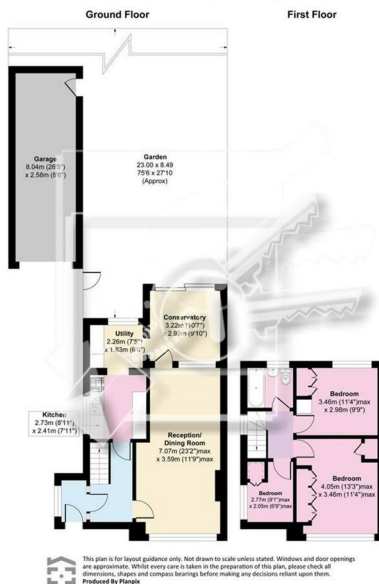 Ground Floor
First Floor
Garage
8.04m (26'5")
x 2.58m (8'6")
Garden
23.00 x 8.49
75'6 x 27'10
(Approx)
Conservatory
3.22m (10'7")
x 2.99m (9'10")
Utility
2.26m (7'5")
x 1.83m (6'0")
Kitchen
2.73m (8'11")
x 2.41m (7'11")
Reception/
Dining Room
7.07m (23'2")max
x 3.59m (11'9")max
Bedroom
3.46m (11'4")max
x 2.98m (9'9")
Bedroom
4.05m (13'3")max
x 3.46m (11'4")max
Bedroom
2.77m (9'1")max
x 2.05m (6'9")max
This plan is for layout guidance only. Not drawn to scale unless stated. Windows and door openings
are approximate. Whilst every care is taken in the preparation of this plan, please check all
dimensions, shapes and compass bearings before making any decisions reliant upon them.
Produced By Planpix